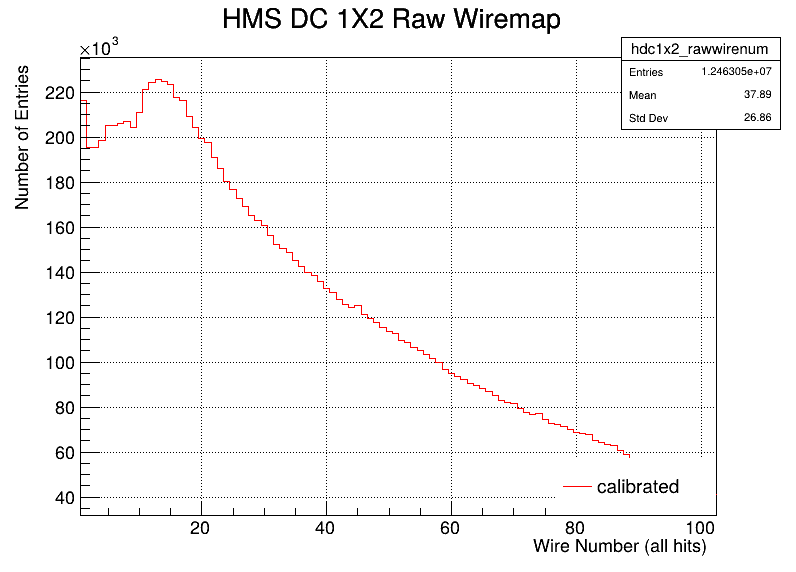 HMS DC 1X2 Raw Wiremap
×10³
hdc1x2_rawwirenum
Entries 1.246305e+07
Mean 37.89
Std Dev 26.86
Number of Entries
220
200
180
160
140
120
100
80
60
40
calibrated
20 40 60 80 100
Wire Number (all hits)